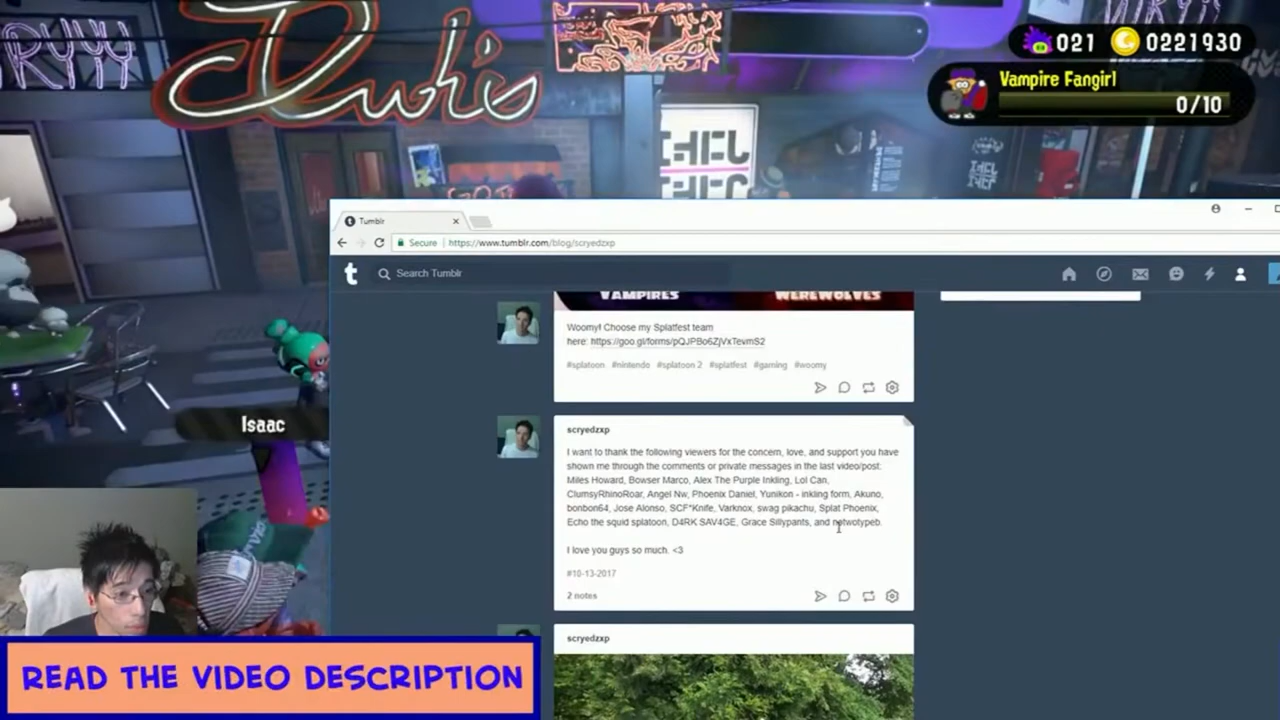 021
0221930
Vampire Fangirl
0/10
Tumblr
Secure
https://www.tumblr.com/blog/scryedzxp
Search Tumblr
VAMPIRES
WEREWOLVES
Woomy! Choose my Splatfest team
here: https://goo.gl/forms/pQJPBo6ZjVxTevmS2
#splatoon #nintendo #splatoon 2 #splatfest #gaming #woomy
scryedzxp
I want to thank the following viewers for the concern, love, and support you have
shown me through the comments or private messages in the last video/post:
Miles Howard, Bowser Marco, Alex The Purple Inkling, Lol Can,
ClumsyRhinoRoar, Angel Nw, Phoenix Daniel, Yunikon - inkling form, Akuno,
bonbon64, Jose Alonso, SCF*Knife, Varknox, swag pikachu, Splat Phoenix,
Echo the squid splatoon, D4RK SAV4GE, Grace Sillypants, and notwotypeb.
I love you guys so much. <3
#10-13-2017
2 notes
scryedzxp
Isaac
READ THE VIDEO DESCRIPTION